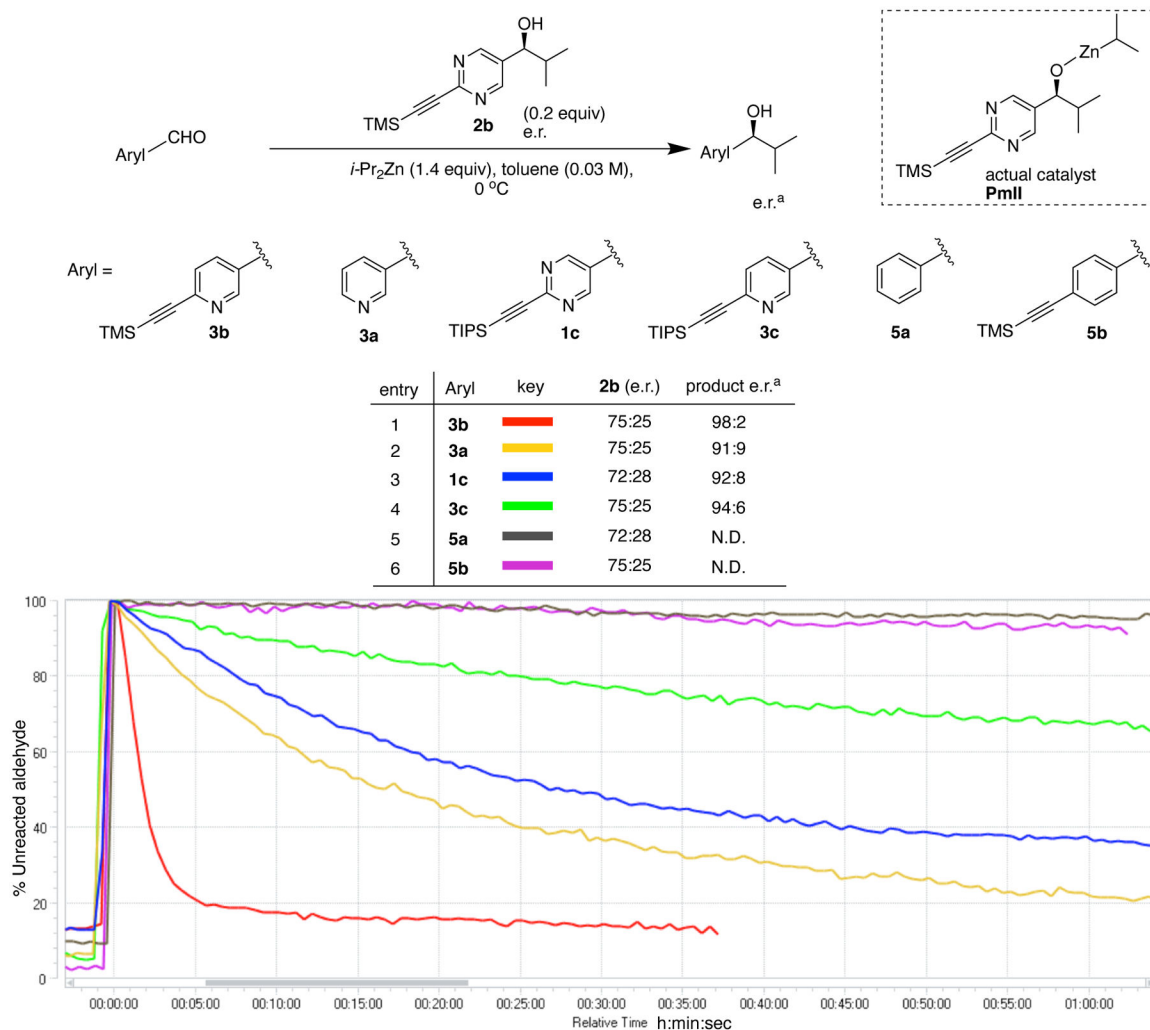 OH
N
N
TMS
2b
(0.2 equiv)
e.r.
Aryl
CHO
i-Pr2Zn (1.4 equiv), toluene (0.03 M),
0 ºC
OH
Aryl
e.r.ᵃ
Zn
O
N
N
TMS
actual catalyst
PmII
Aryl =
N
TMS
3b
N
3a
N
N
TIPS
1c
N
TIPS
3c
5a
TMS
5b
entry Aryl key 2b (e.r.) product e.r.ᵃ
1 3b 75:25 98:2
2 3a 75:25 91:9
3 1c 72:28 92:8
4 3c 75:25 94:6
5 5a 72:28 N.D.
6 5b 75:25 N.D.
% Unreacted aldehyde
100
80
60
40
20
0
00:00:00 00:05:00 00:10:00 00:15:00 00:20:00 00:25:00 00:30:00 00:35:00 00:40:00 00:45:00 00:50:00 00:55:00 01:00:00
Relative Time h:min:sec